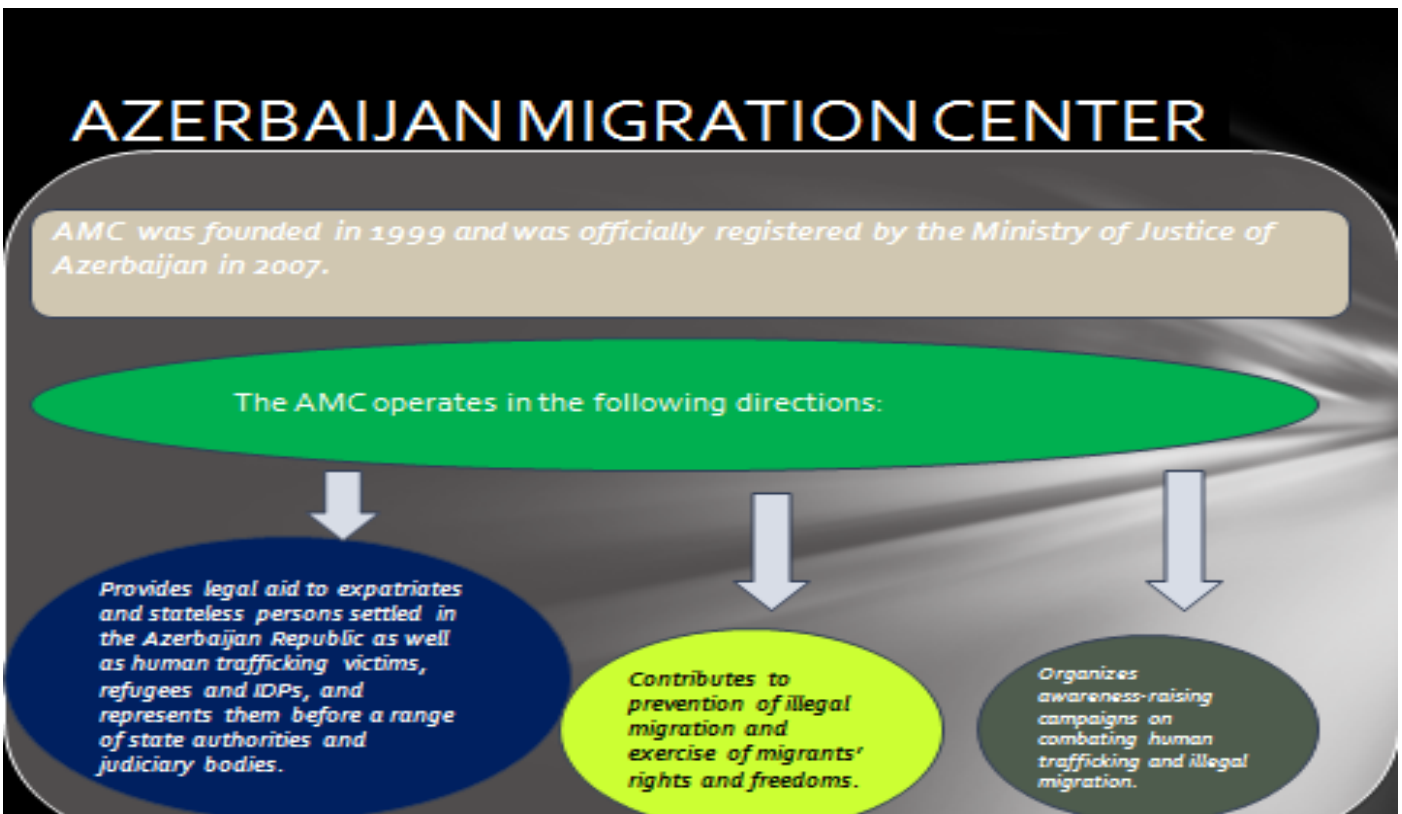 AZERBAIJAN MIGRATION CENTER
AMC was founded in 1999 and was officially registered by the Ministry of Justice of
Azerbaijan in 2007.
The AMC operates in the following directions:
Provides legal aid to expatriates
and stateless persons settled in
the Azerbaijan Republic as well
as human trafficking victims,
refugees and IDPs, and
represents them before a range
of state authorities and
judiciary bodies.
Contributes to
prevention of illegal
migration and
exercise of migrants'
rights and freedoms.
Organizes
awareness-raising
campaigns on
combating human
trafficking and illegal
migration.